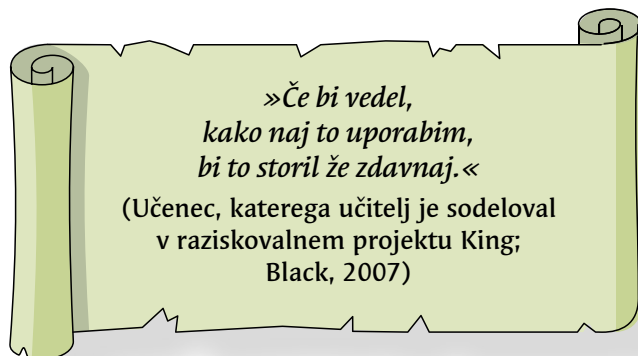 »Če bi vedel,
kako naj to uporabim,
bi to storil že zdavnaj.«
(Učenec, katerega učitelj je sodeloval
v raziskovalnem projektu King;
Black, 2007)